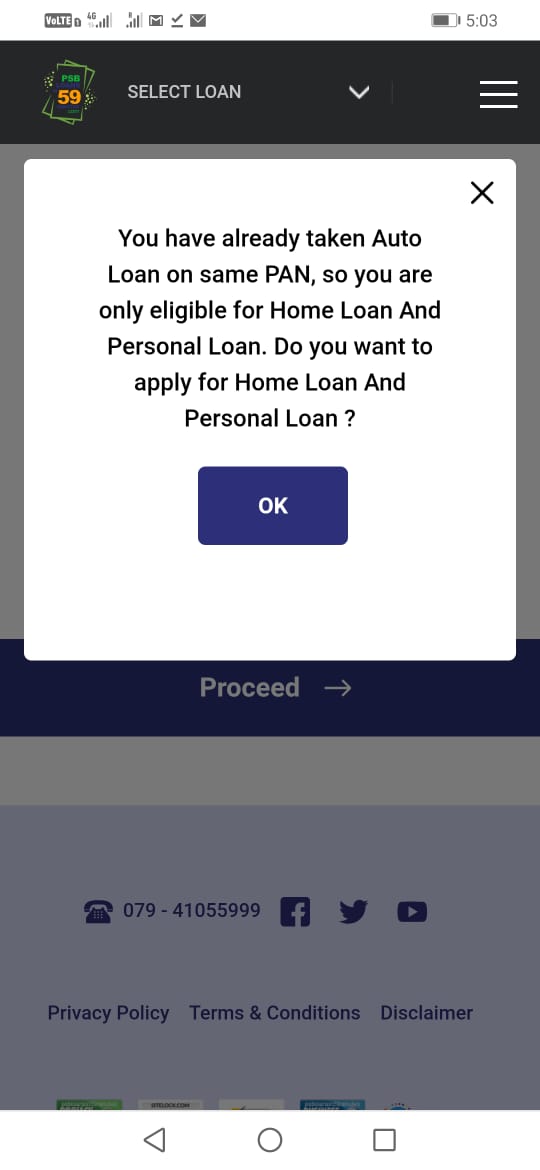 VoLTE 4G 5:03
PSB
59
SELECT LOAN
You have already taken Auto
Loan on same PAN, so you are
only eligible for Home Loan And
Personal Loan. Do you want to
apply for Home Loan And
Personal Loan ?
OK
Proceed
079 - 41055999
Privacy Policy Terms & Conditions Disclaimer
SITELOCK.COM